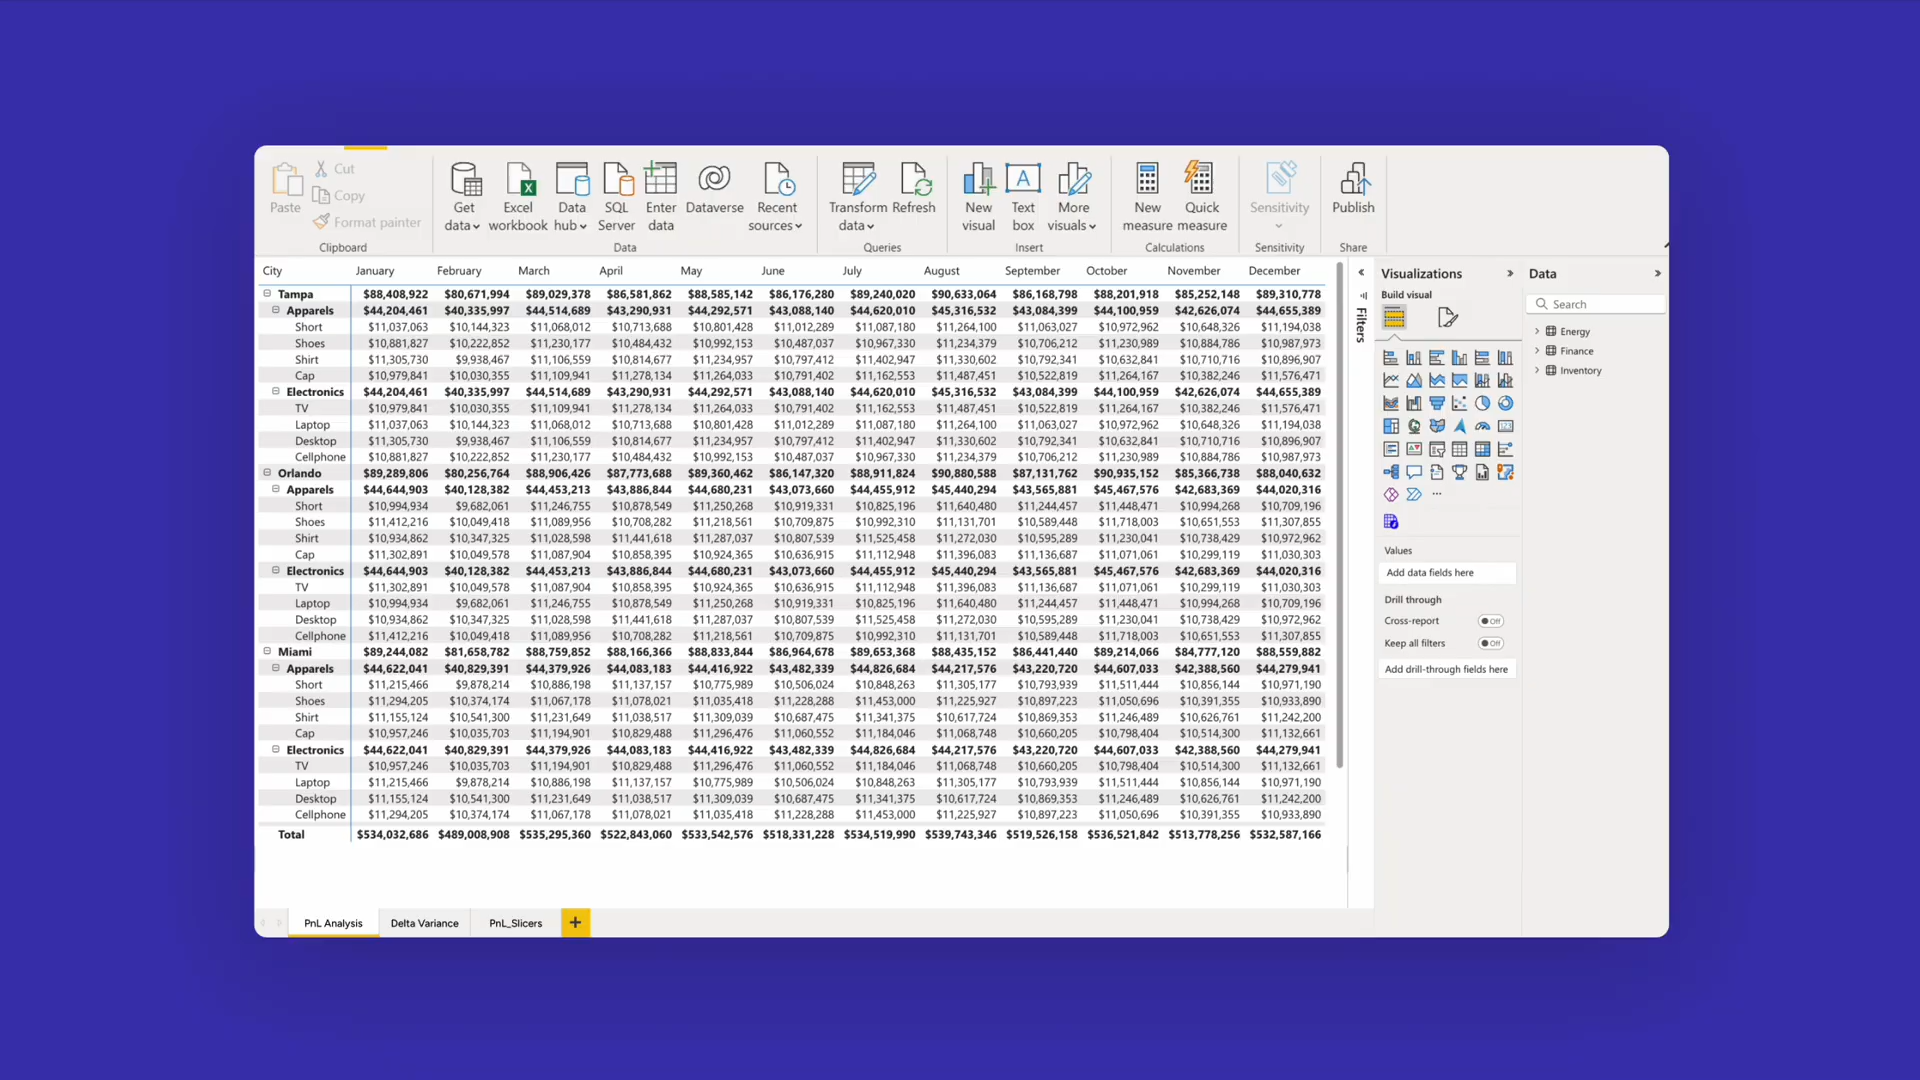 Paste
Cut
Copy
Format painter
Clipboard
Get data
Excel workbook
Data hub
SQL Server
Enter data
Dataverse
Recent sources
Data
Transform data
Refresh
Queries
New visual
Text box
More visuals
Insert
New measure
Quick measure
Calculations
Sensitivity
Sensitivity
Publish
Share
City January February March April May June July August September October November December
Tampa $88,408,922 $80,671,994 $89,029,378 $86,581,862 $88,585,142 $86,176,280 $89,240,020 $90,633,064 $86,168,798 $88,201,918 $85,252,148 $89,310,778
Apparels $44,204,461 $40,335,997 $44,514,689 $43,290,931 $44,292,571 $43,088,140 $44,620,010 $45,316,532 $43,084,399 $44,100,959 $42,626,074 $44,655,389
Short $11,037,063 $10,144,323 $11,068,012 $10,713,688 $10,801,428 $11,012,289 $11,087,180 $11,264,100 $11,063,027 $10,972,962 $10,648,326 $11,194,038
Shoes $10,881,827 $10,222,852 $11,230,177 $10,484,432 $10,992,153 $10,487,037 $10,967,330 $11,234,379 $10,706,212 $11,230,989 $10,884,786 $10,987,973
Shirt $11,305,730 $9,938,467 $11,106,559 $10,814,677 $11,234,957 $10,797,412 $11,402,947 $11,330,602 $10,792,341 $10,632,841 $10,710,716 $10,896,907
Cap $10,979,841 $10,030,355 $11,109,941 $11,278,134 $11,264,033 $10,791,402 $11,162,553 $11,487,451 $10,522,819 $11,264,167 $10,382,246 $11,576,471
Electronics $44,204,461 $40,335,997 $44,514,689 $43,290,931 $44,292,571 $43,088,140 $44,620,010 $45,316,532 $43,084,399 $44,100,959 $42,626,074 $44,655,389
TV $10,979,841 $10,030,355 $11,109,941 $11,278,134 $11,264,033 $10,791,402 $11,162,553 $11,487,451 $10,522,819 $11,264,167 $10,382,246 $11,576,471
Laptop $11,037,063 $10,144,323 $11,068,012 $10,713,688 $10,801,428 $11,012,289 $11,087,180 $11,264,100 $11,063,027 $10,972,962 $10,648,326 $11,194,038
Desktop $11,305,730 $9,938,467 $11,106,559 $10,814,677 $11,234,957 $10,797,412 $11,402,947 $11,330,602 $10,792,341 $10,632,841 $10,710,716 $10,896,907
Cellphone $10,881,827 $10,222,852 $11,230,177 $10,484,432 $10,992,153 $10,487,037 $10,967,330 $11,234,379 $10,706,212 $11,230,989 $10,884,786 $10,987,973
Orlando $89,289,806 $80,256,764 $88,906,426 $87,773,688 $89,360,462 $86,147,320 $88,911,824 $90,880,588 $87,131,762 $90,935,152 $85,366,738 $88,040,632
Apparels $44,644,903 $40,128,382 $44,453,213 $43,886,844 $44,680,231 $43,073,660 $44,455,912 $45,440,294 $43,565,881 $45,467,576 $42,683,369 $44,020,316
Short $10,994,934 $9,682,061 $11,246,755 $10,878,549 $11,250,268 $10,919,331 $10,825,196 $11,640,480 $11,244,457 $11,448,471 $10,994,268 $10,709,196
Shoes $11,412,216 $10,049,418 $11,089,956 $10,708,282 $11,218,561 $10,709,875 $10,992,310 $11,131,701 $10,589,448 $11,718,003 $10,651,553 $11,307,855
Shirt $10,934,862 $10,347,325 $11,028,598 $11,441,618 $11,287,037 $10,807,539 $11,525,458 $11,272,030 $10,595,289 $11,230,041 $10,738,429 $10,972,962
Cap $11,302,891 $10,049,578 $11,087,904 $10,858,395 $10,924,365 $10,636,915 $11,112,948 $11,396,083 $11,136,687 $11,071,061 $10,299,119 $11,030,303
Electronics $44,644,903 $40,128,382 $44,453,213 $43,886,844 $44,680,231 $43,073,660 $44,455,912 $45,440,294 $43,565,881 $45,467,576 $42,683,369 $44,020,316
TV $11,302,891 $10,049,578 $11,087,904 $10,858,395 $10,924,365 $10,636,915 $11,112,948 $11,396,083 $11,136,687 $11,071,061 $10,299,119 $11,030,303
Laptop $10,994,934 $9,682,061 $11,246,755 $10,878,549 $11,250,268 $10,919,331 $10,825,196 $11,640,480 $11,244,457 $11,448,471 $10,994,268 $10,709,196
Desktop $10,934,862 $10,347,325 $11,028,598 $11,441,618 $11,287,037 $10,807,539 $11,525,458 $11,272,030 $10,595,289 $11,230,041 $10,738,429 $10,972,962
Cellphone $11,412,216 $10,049,418 $11,089,956 $10,708,282 $11,218,561 $10,709,875 $10,992,310 $11,131,701 $10,589,448 $11,718,003 $10,651,553 $11,307,855
Miami $89,244,082 $81,658,782 $88,759,852 $88,166,366 $88,833,844 $86,964,678 $89,653,368 $88,435,152 $86,441,440 $89,214,066 $84,777,120 $88,559,882
Apparels $44,622,041 $40,829,391 $44,379,926 $44,083,183 $44,416,922 $43,482,339 $44,826,684 $44,217,576 $43,220,720 $44,607,033 $42,388,560 $44,279,941
Short $11,215,466 $9,878,214 $10,886,198 $11,137,157 $10,775,989 $10,506,024 $10,848,263 $11,305,177 $10,793,939 $11,511,444 $10,856,144 $10,971,190
Shoes $11,294,205 $10,374,174 $11,067,178 $11,078,021 $11,035,418 $11,228,288 $11,453,000 $11,225,927 $10,897,223 $11,050,696 $10,391,355 $10,933,890
Shirt $11,155,124 $10,541,300 $11,231,649 $11,038,517 $11,309,039 $10,687,475 $11,341,375 $10,617,724 $10,869,353 $11,246,489 $10,626,761 $11,242,200
Cap $10,957,246 $10,035,703 $11,194,901 $10,829,488 $11,296,476 $11,060,552 $11,184,046 $11,068,748 $10,660,205 $10,798,404 $10,514,300 $11,132,661
Electronics $44,622,041 $40,829,391 $44,379,926 $44,083,183 $44,416,922 $43,482,339 $44,826,684 $44,217,576 $43,220,720 $44,607,033 $42,388,560 $44,279,941
TV $10,957,246 $10,035,703 $11,194,901 $10,829,488 $11,296,476 $11,060,552 $11,184,046 $11,068,748 $10,660,205 $10,798,404 $10,514,300 $11,132,661
Laptop $11,215,466 $9,878,214 $10,886,198 $11,137,157 $10,775,989 $10,506,024 $10,848,263 $11,305,177 $10,793,939 $11,511,444 $10,856,144 $10,971,190
Desktop $11,155,124 $10,541,300 $11,231,649 $11,038,517 $11,309,039 $10,687,475 $11,341,375 $10,617,724 $10,869,353 $11,246,489 $10,626,761 $11,242,200
Cellphone $11,294,205 $10,374,174 $11,067,178 $11,078,021 $11,035,418 $11,228,288 $11,453,000 $11,225,927 $10,897,223 $11,050,696 $10,391,355 $10,933,890
Total $534,032,686 $489,008,908 $535,295,360 $522,843,060 $533,542,576 $518,331,228 $534,519,990 $539,743,346 $519,526,158 $536,521,842 $513,778,256 $532,587,166
Filters
Visualizations
Build visual
Values
Add data fields here
Drill through
Cross-report Off
Keep all filters Off
Add drill-through fields here
Data
Search
Energy
Finance
Inventory
PnL Analysis
Delta Variance
PnL_Slicers
+